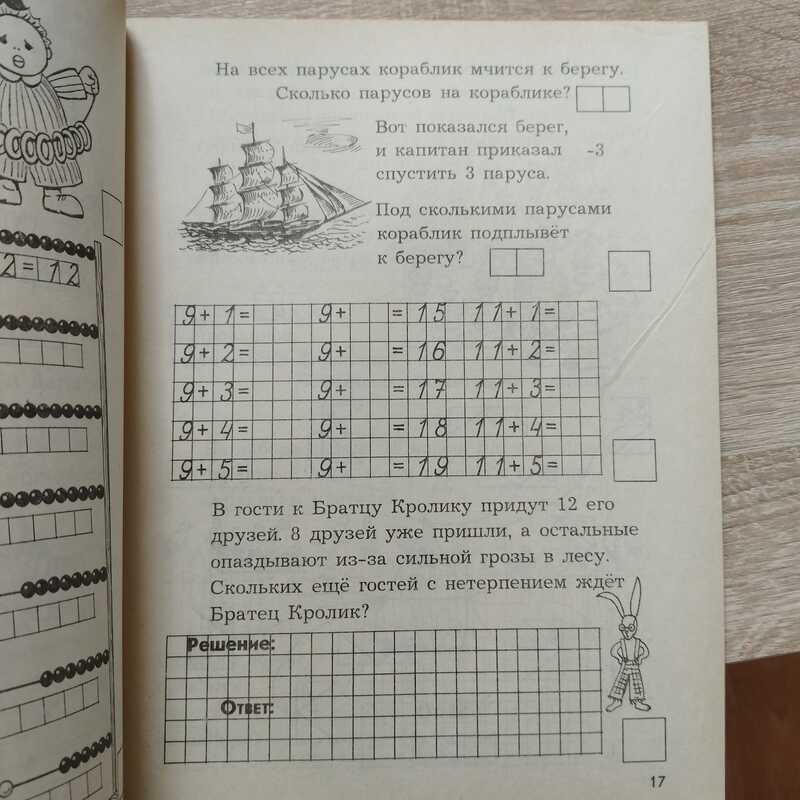 На всех парусах кораблик мчится к берегу.
Сколько парусов на кораблике?
Вот показался берег,
и капитан приказал -3
спустить 3 паруса.
Под сколькими парусами
кораблик подплывёт
к берегу?
2=12
9+ 1= 9+ =15 11+ 1=
9+ 2= 9+ =16 11+ 2=
9+ 3= 9+ =17 11+ 3=
9+ 4= 9+ =18 11+ 4=
9+ 5= 9+ =19 11+ 5=
В гости к Братцу Кролику придут 12 его
друзей. 8 друзей уже пришли, а остальные
опаздывают из-за сильной грозы в лесу.
Скольких ещё гостей с нетерпением ждёт
Братец Кролик?
Решение:
Ответ:
17